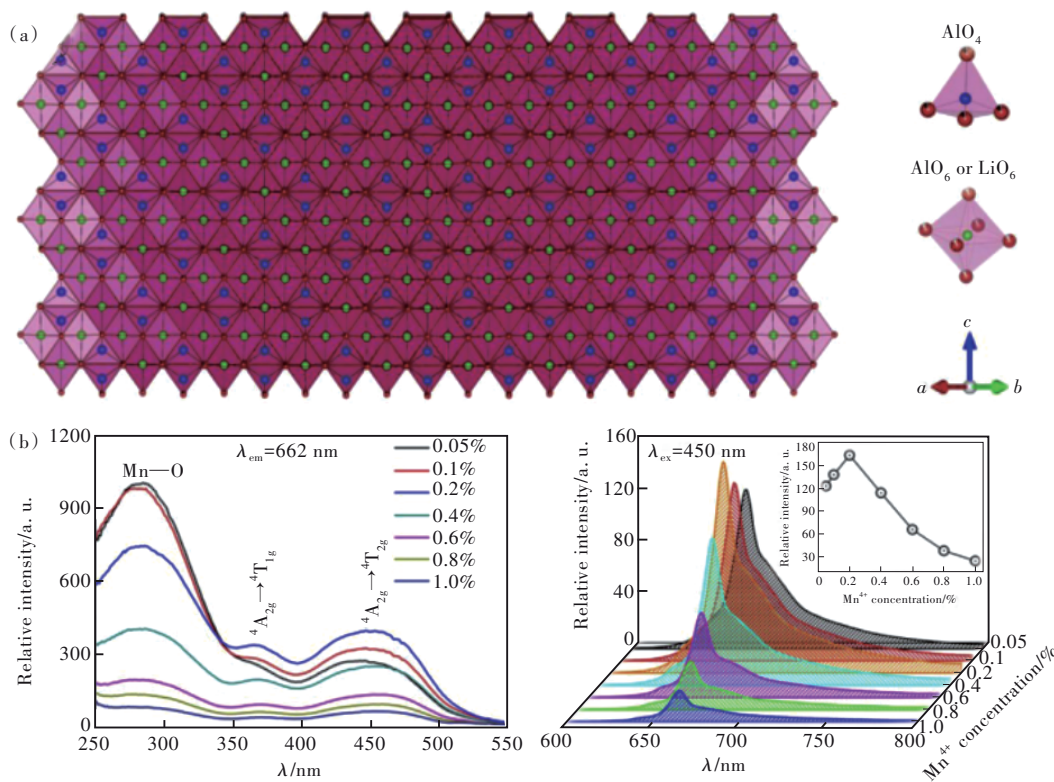 (a)
AlO₄
AlO₆ or LiO₆
c
a
b
(b)
1200
900
600
300
0
Relative intensity/a. u.
λem=662 nm
Mn—O
⁴A₂g→⁴T₁g
⁴A₂g→⁴T₂g
0.05%
0.1%
0.2%
0.4%
0.6%
0.8%
1.0%
250 300 350 400 450 500 550
λ/nm
160
120
80
40
0
Relative intensity/a. u.
λex=450 nm
180
150
120
90
60
30
Relative intensity/a. u.
0 0.2 0.4 0.6 0.8 1.0
Mn⁴⁺ concentration/%
0.05
0.1
0.2
0.4
0.6
0.8
1.0
Mn⁴⁺ concentration/%
600 650 700 750 800
λ/nm